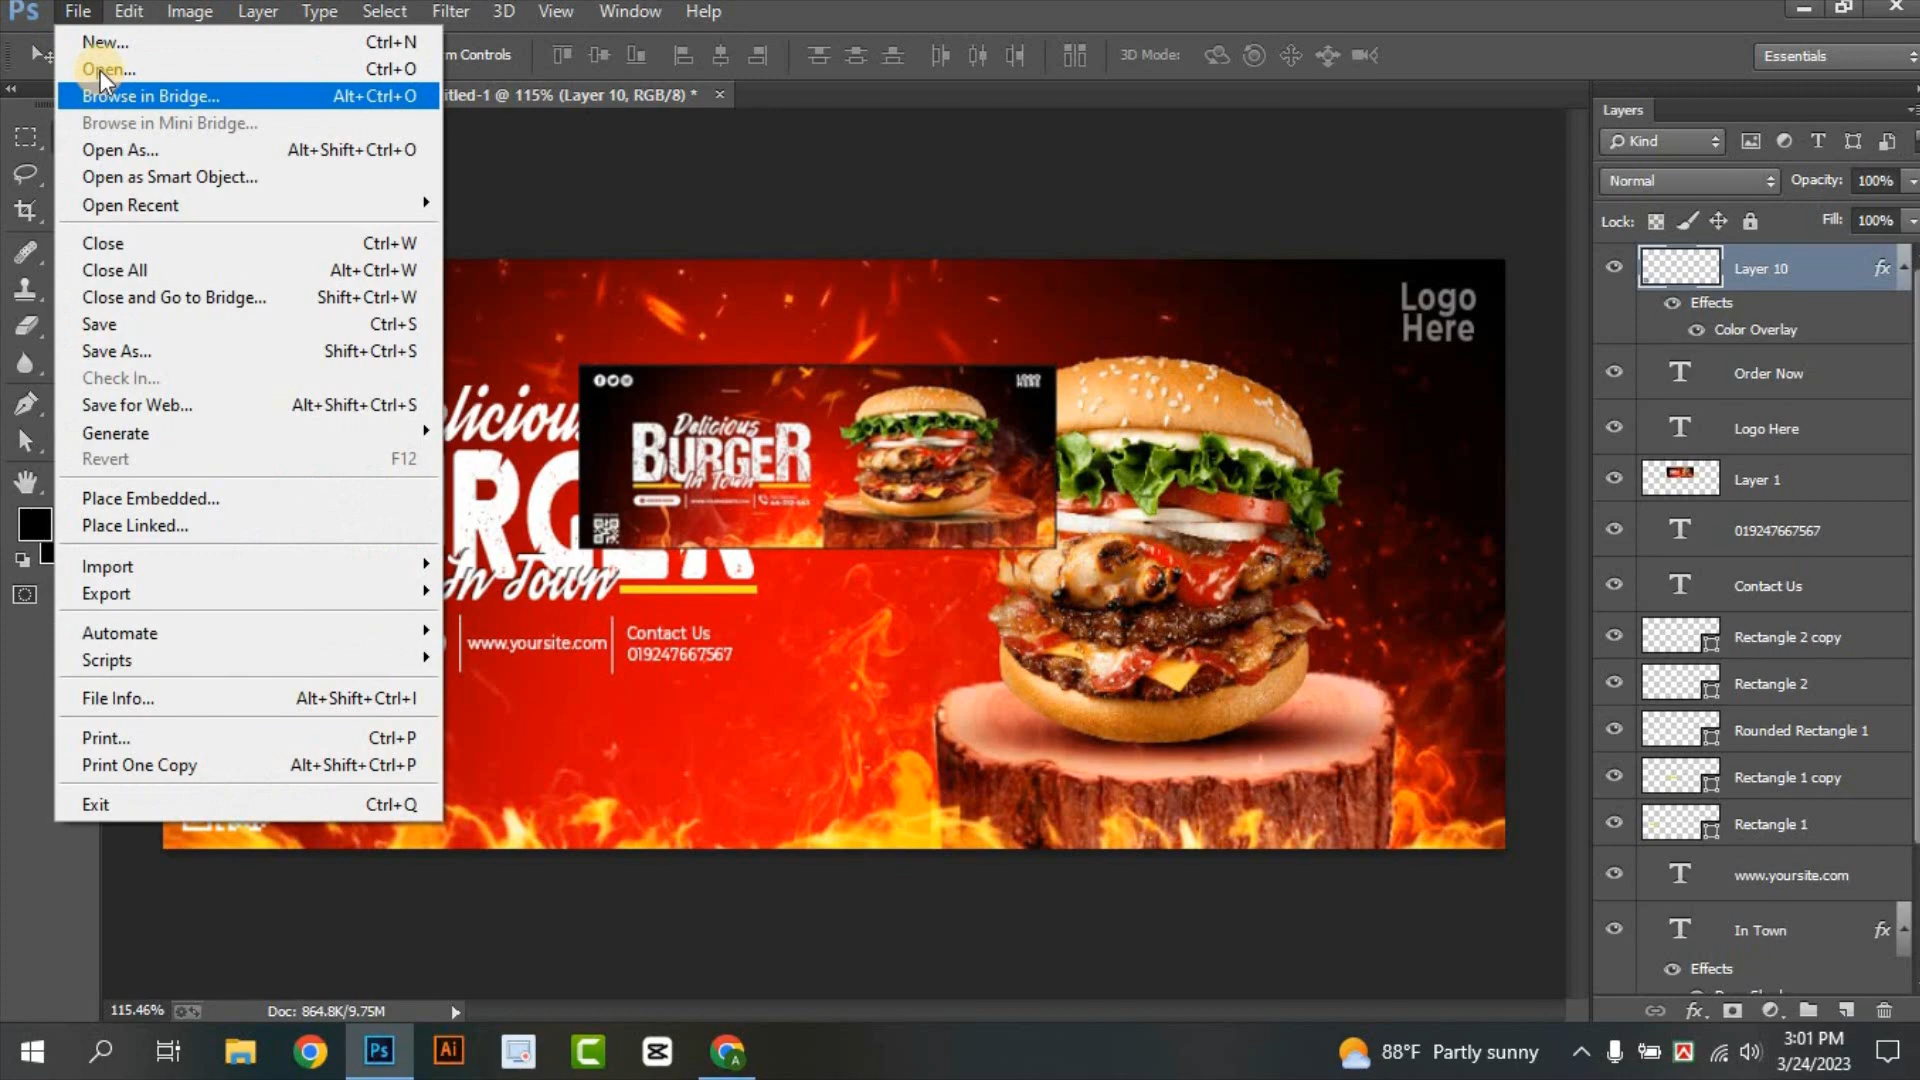 Ps File Edit Image Layer Type Select Filter 3D View Window Help
New... Ctrl+N
Open... Ctrl+O
Browse in Bridge... Alt+Ctrl+O
Browse in Mini Bridge...
Open As... Alt+Shift+Ctrl+O
Open as Smart Object...
Open Recent
Close Ctrl+W
Close All Alt+Ctrl+W
Close and Go to Bridge... Shift+Ctrl+W
Save Ctrl+S
Save As... Shift+Ctrl+S
Check In...
Save for Web... Alt+Shift+Ctrl+S
Generate
Revert F12
Place Embedded...
Place Linked...
Import
Export
Automate
Scripts
File Info... Alt+Shift+Ctrl+I
Print... Ctrl+P
Print One Copy Alt+Shift+Ctrl+P
Exit Ctrl+Q
m Controls
3D Mode:
Essentials
tled-1 @ 115% (Layer 10, RGB/8) *
Logo
Here
licious
RGER
In Town
www.yoursite.com
Contact Us
019247667567
LOGO
HERE
Delicious
BURGER
In Town
Layers
Kind
Normal Opacity: 100%
Lock: Fill: 100%
Layer 10 fx
Effects
Color Overlay
T Order Now
T Logo Here
Layer 1
T 019247667567
T Contact Us
Rectangle 2 copy
Rectangle 2
Rounded Rectangle 1
Rectangle 1 copy
Rectangle 1
T www.yoursite.com
T In Town fx
Effects
115.46% Doc: 864.8K/9.75M
Ps Ai
88°F Partly sunny
3:01 PM
3/24/2023